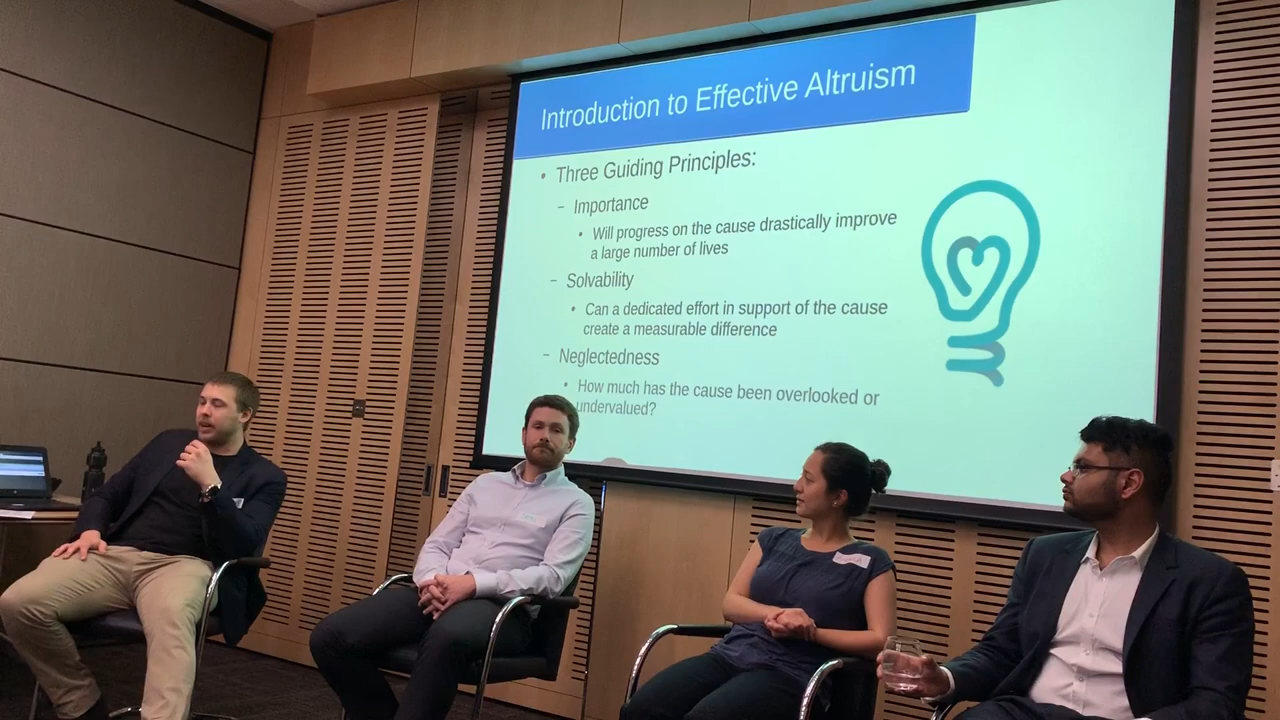 Introduction to Effective Altruism
• Three Guiding Principles:
– Importance
• Will progress on the cause drastically improve
a large number of lives
– Solvability
• Can a dedicated effort in support of the cause
create a measurable difference
– Neglectedness
• How much has the cause been overlooked or
undervalued?